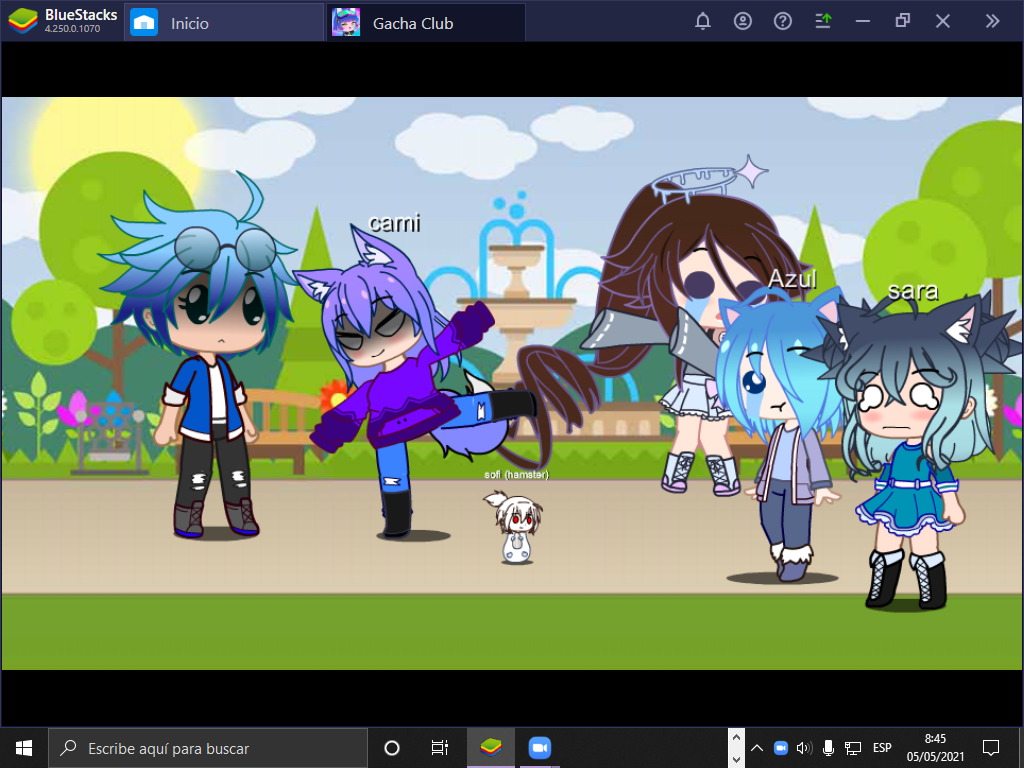 BlueStacks
4.250.0.1070
Inicio
Gacha Club
cami
Azul
sara
sofi (hamster)
Escribe aquí para buscar
ESP
8:45
05/05/2021